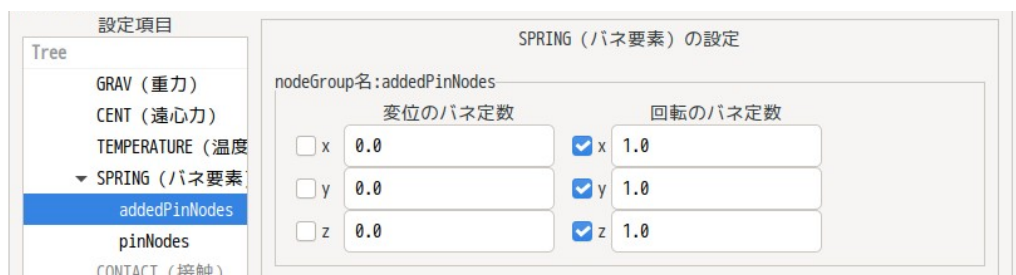 設定項目
Tree
GRAV (重力)
CENT (遠心力)
TEMPERATURE (温度
▼ SPRING (バネ要素)
addedPinNodes
pinNodes
CONTACT (接触)
SPRING (バネ要素) の設定
nodeGroup名:addedPinNodes
変位のバネ定数 回転のバネ定数
x 0.0 x 1.0
y 0.0 y 1.0
z 0.0 z 1.0